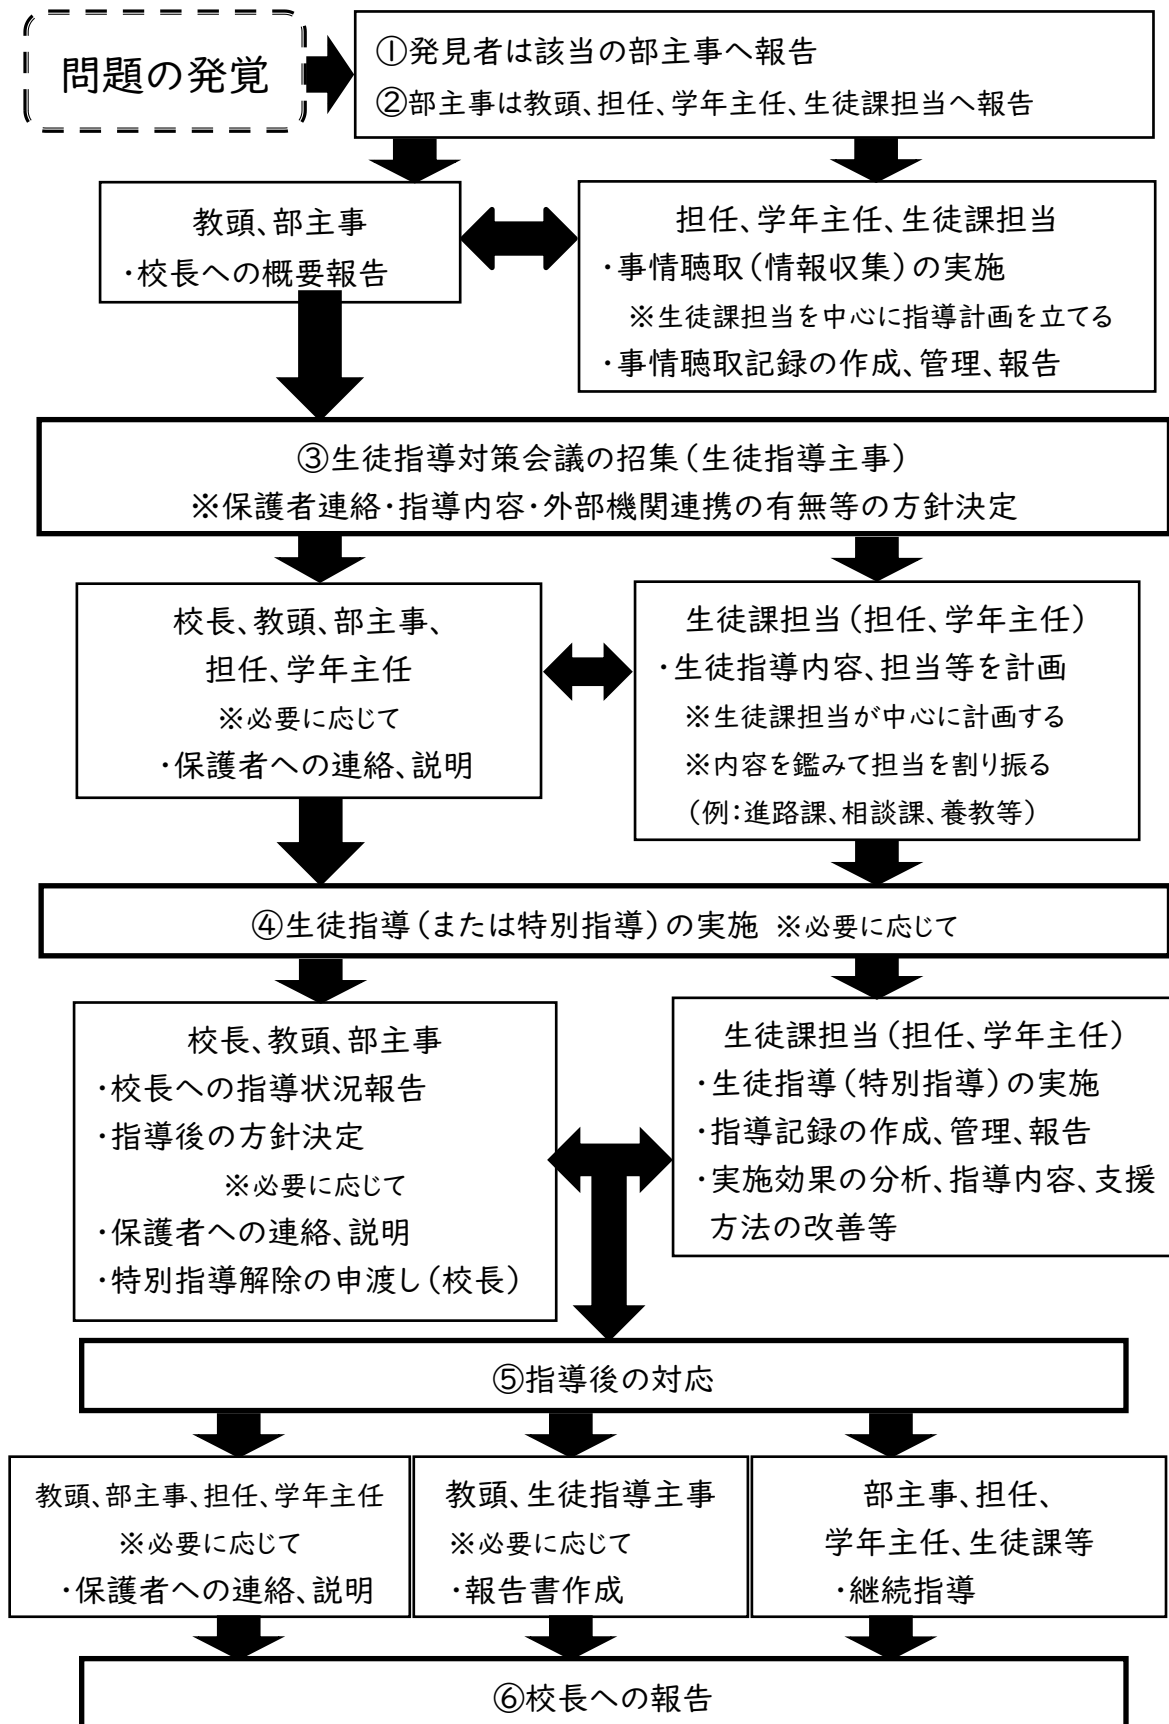 問題の発覚
①発見者は該当の部主事へ報告
②部主事は教頭、担任、学年主任、生徒課担当へ報告
教頭、部主事
・校長への概要報告
担任、学年主任、生徒課担当
・事情聴取（情報収集）の実施
※生徒課担当を中心に指導計画を立てる
・事情聴取記録の作成、管理、報告
③生徒指導対策会議の招集（生徒指導主事）
※保護者連絡・指導内容・外部機関連携の有無等の方針決定
校長、教頭、部主事、
担任、学年主任
※必要に応じて
・保護者への連絡、説明
生徒課担当（担任、学年主任）
・生徒指導内容、担当等を計画
※生徒課担当が中心に計画する
※内容を鑑みて担当を割り振る
（例：進路課、相談課、養教等）
④生徒指導（または特別指導）の実施 ※必要に応じて
校長、教頭、部主事
・校長への指導状況報告
・指導後の方針決定
※必要に応じて
・保護者への連絡、説明
・特別指導解除の申渡し（校長）
生徒課担当（担任、学年主任）
・生徒指導（特別指導）の実施
・指導記録の作成、管理、報告
・実施効果の分析、指導内容、支援
方法の改善等
⑤指導後の対応
教頭、部主事、担任、学年主任
※必要に応じて
・保護者への連絡、説明
教頭、生徒指導主事
※必要に応じて
・報告書作成
部主事、担任、
学年主任、生徒課等
・継続指導
⑥校長への報告